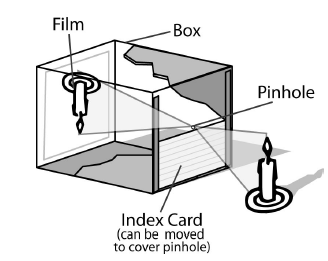 Film
Box
Pinhole
Index Card
(can be moved
to cover pinhole)